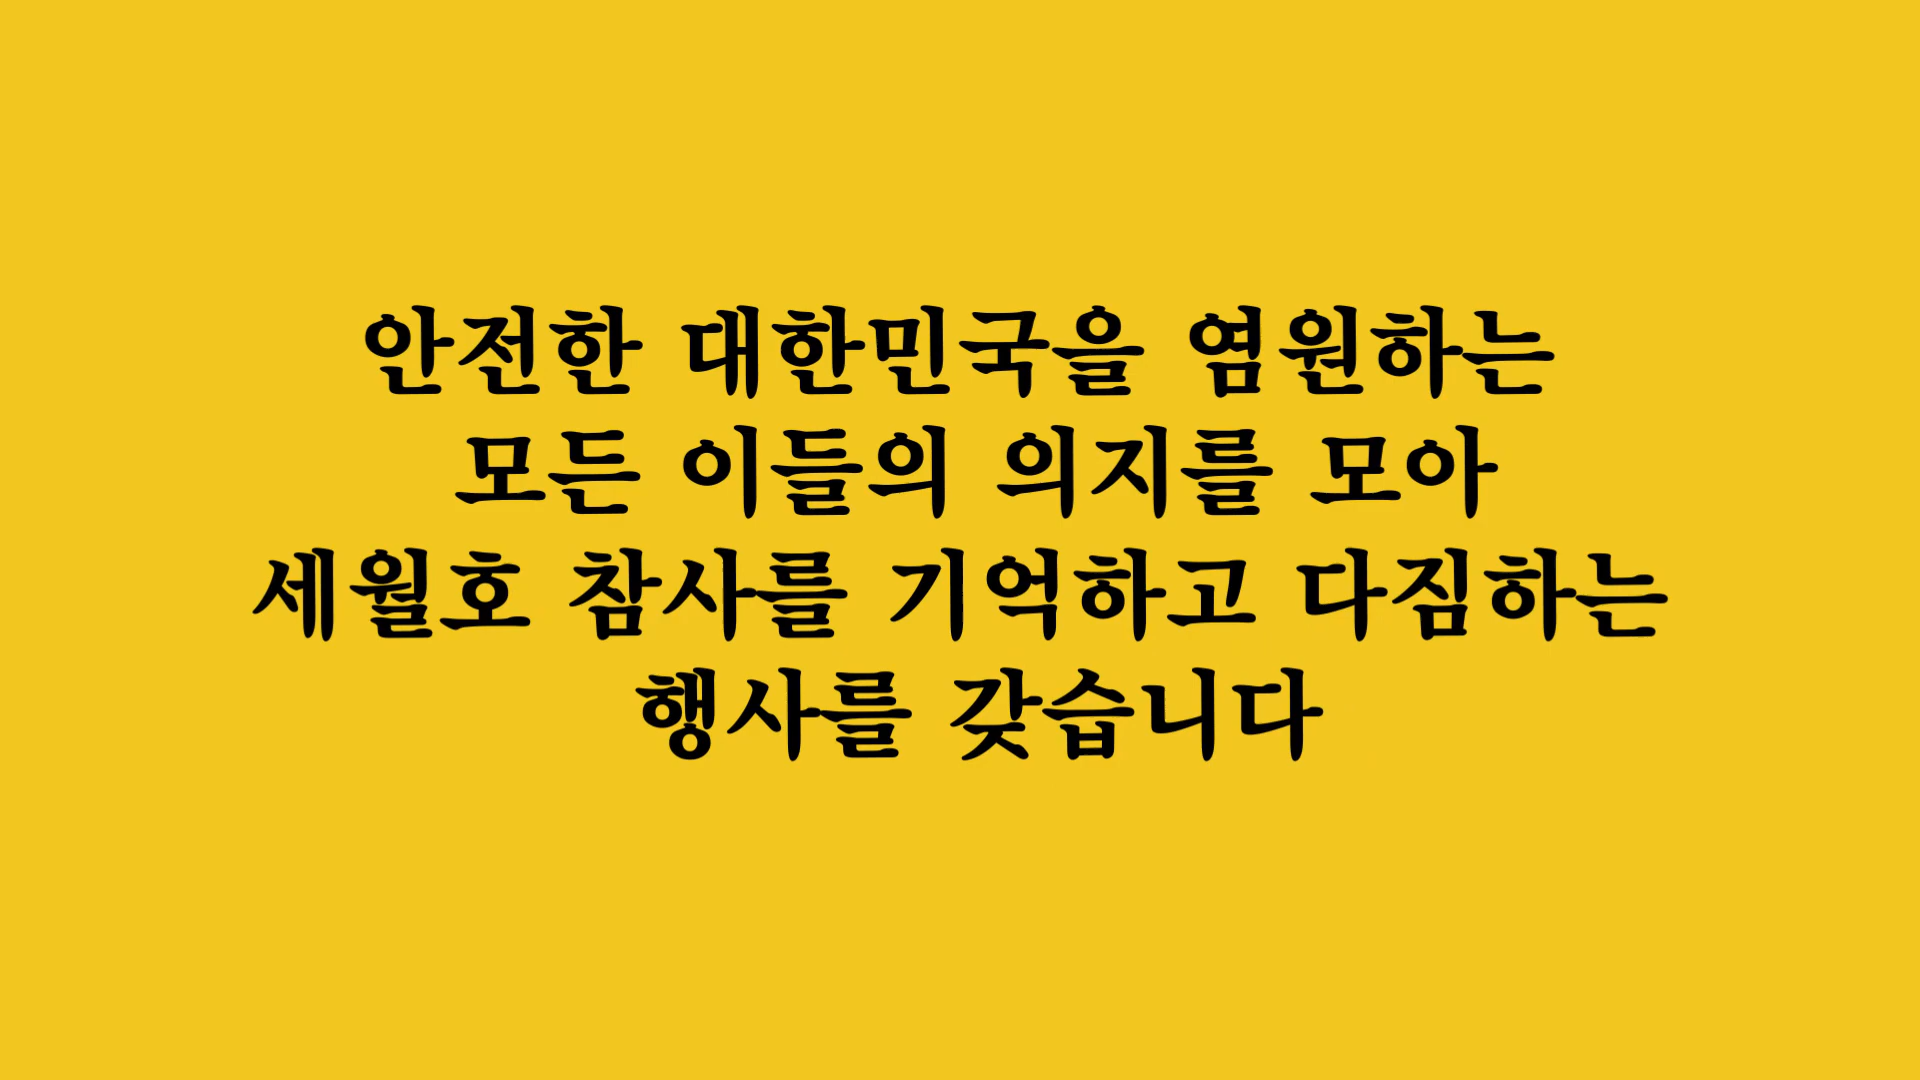 안전한 대한민국을 염원하는
모든 이들의 의지를 모아
세월호 참사를 기억하고 다짐하는
행사를 갖습니다